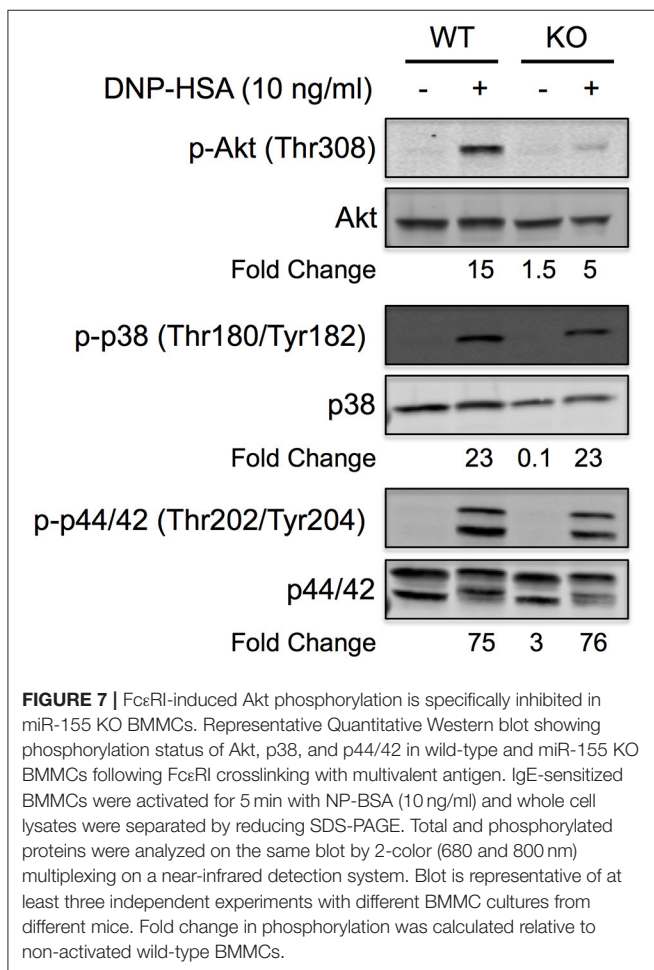 WT KO
DNP-HSA (10 ng/ml) - + - +
p-Akt (Thr308)
Akt
Fold Change 15 1.5 5
p-p38 (Thr180/Tyr182)
p38
Fold Change 23 0.1 23
p-p44/42 (Thr202/Tyr204)
p44/42
Fold Change 75 3 76
FIGURE 7 | FcεRI-induced Akt phosphorylation is specifically inhibited in
miR-155 KO BMMCs. Representative Quantitative Western blot showing
phosphorylation status of Akt, p38, and p44/42 in wild-type and miR-155 KO
BMMCs following FcεRI crosslinking with multivalent antigen. IgE-sensitized
BMMCs were activated for 5 min with NP-BSA (10 ng/ml) and whole cell
lysates were separated by reducing SDS-PAGE. Total and phosphorylated
proteins were analyzed on the same blot by 2-color (680 and 800 nm)
multiplexing on a near-infrared detection system. Blot is representative of at
least three independent experiments with different BMMC cultures from
different mice. Fold change in phosphorylation was calculated relative to
non-activated wild-type BMMCs.